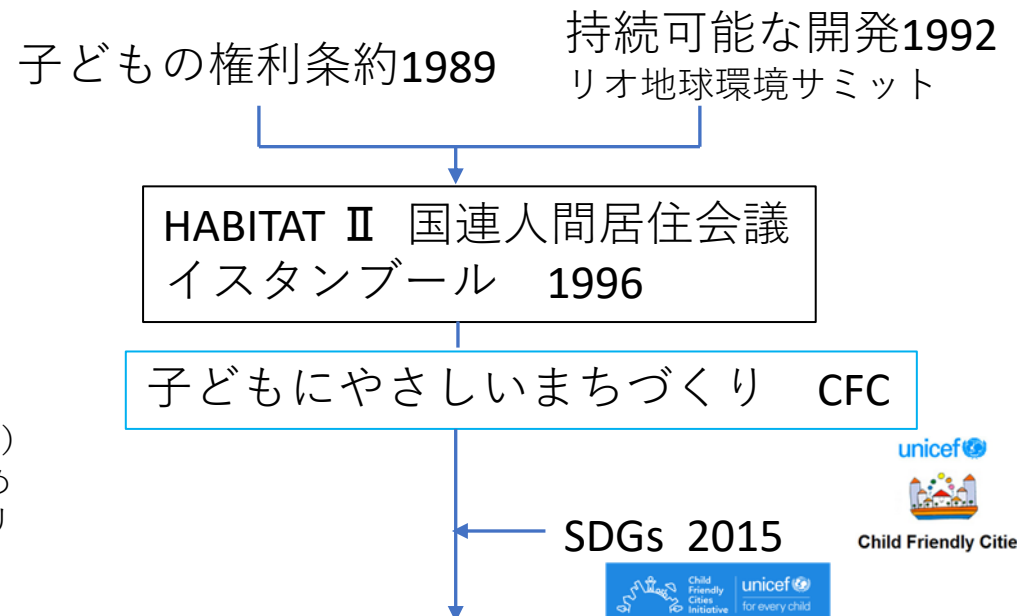 子どもの権利条約1989
持続可能な開発1992
リオ地球環境サミット
HABITAT Ⅱ 国連人間居住会議
イスタンブール 1996
子どもにやさしいまちづくり CFC
)
unicef
Child Friendly Citie
SDGs 2015
Child
Friendly
Cities
Initiative
unicef
for every child